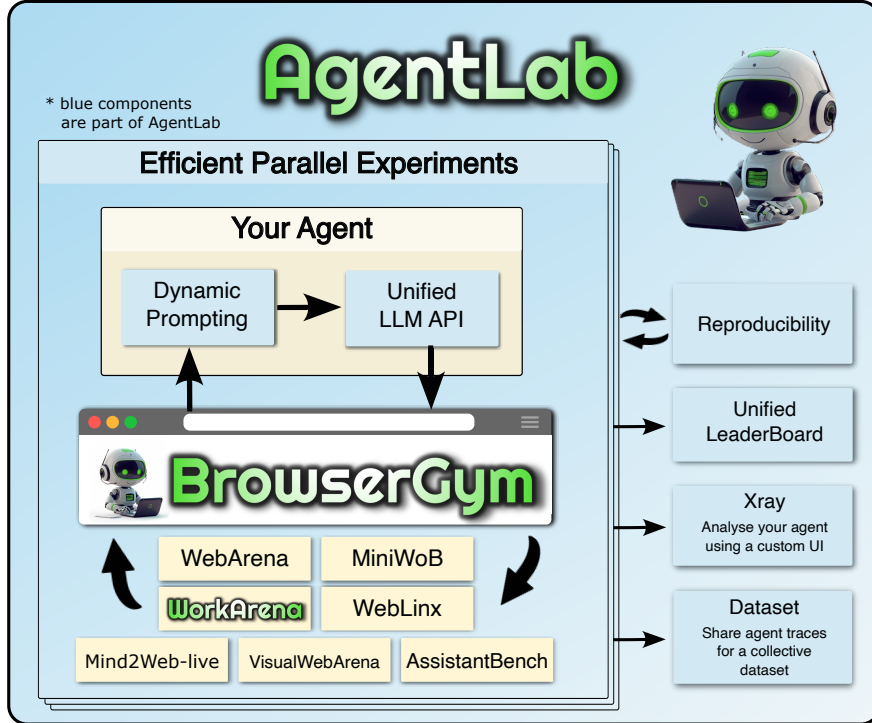 AgentLab
* blue components
are part of AgentLab
Efficient Parallel Experiments
Your Agent
Dynamic
Prompting
Unified
LLM API
Reproducibility
Unified
LeaderBoard
BrowserGym
Xray
Analyse your agent
using a custom UI
WebArena
MiniWoB
WorkArena
WebLinx
Mind2Web-live
VisualWebArena
AssistantBench
Dataset
Share agent traces
for a collective
dataset